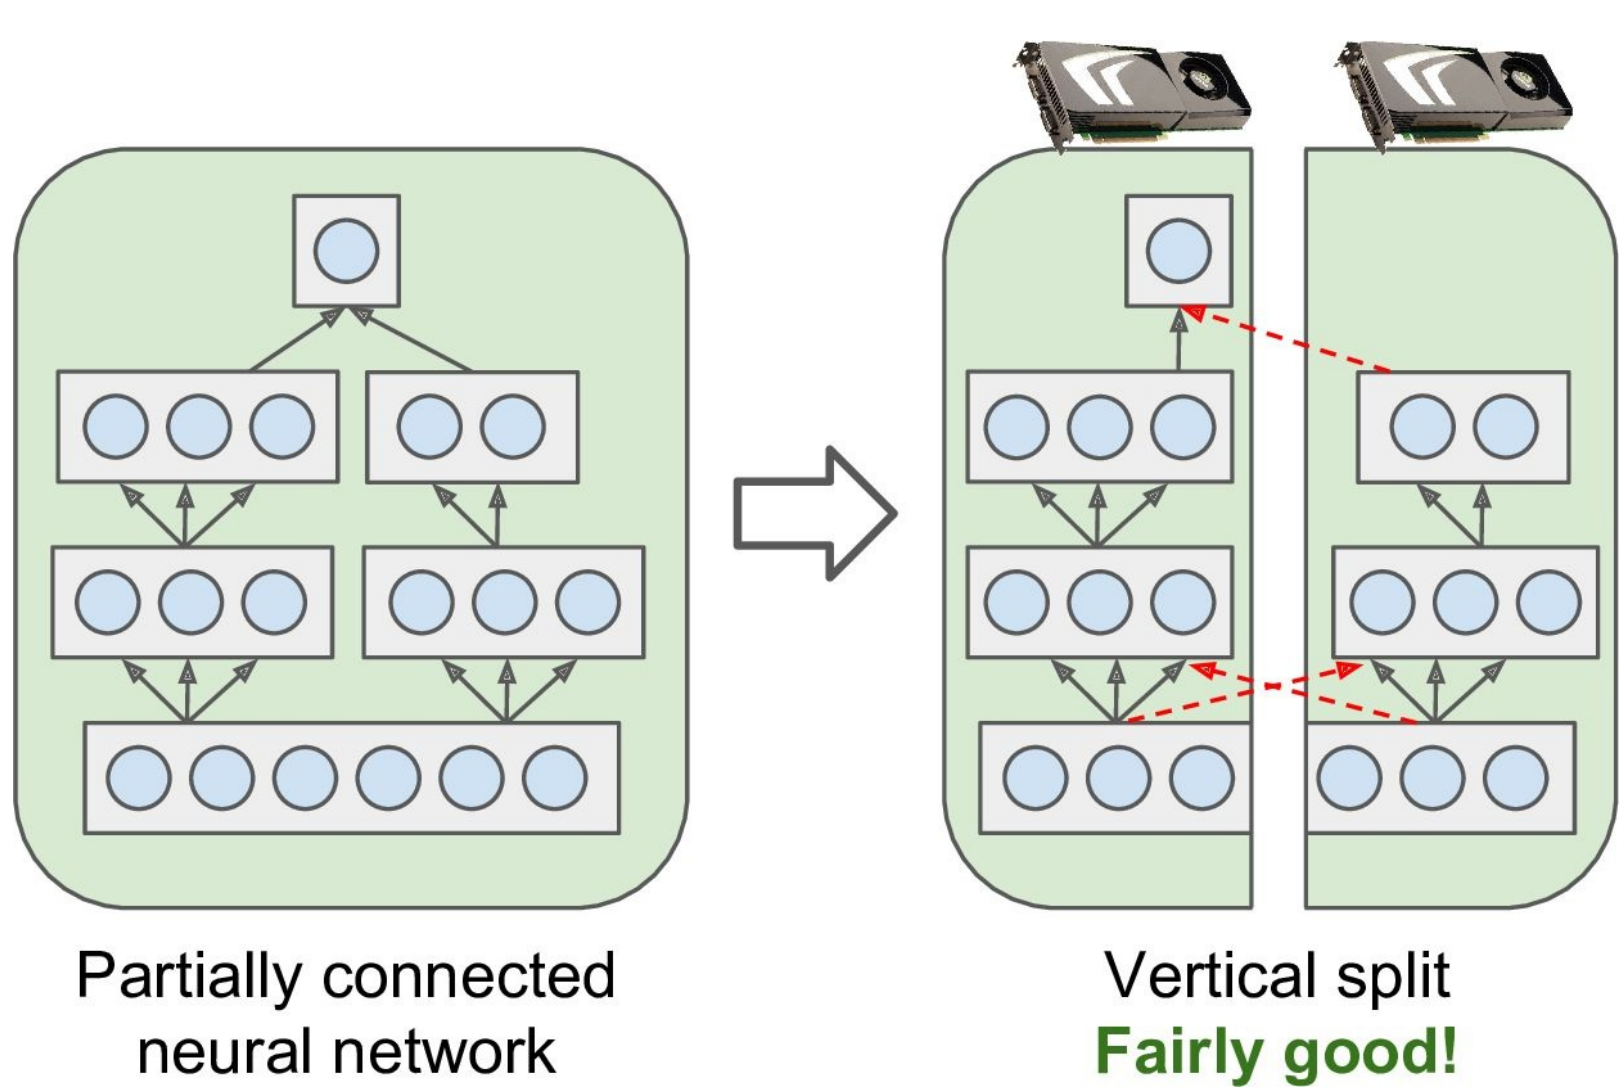 Partially connected
neural network
Vertical split
Fairly good!